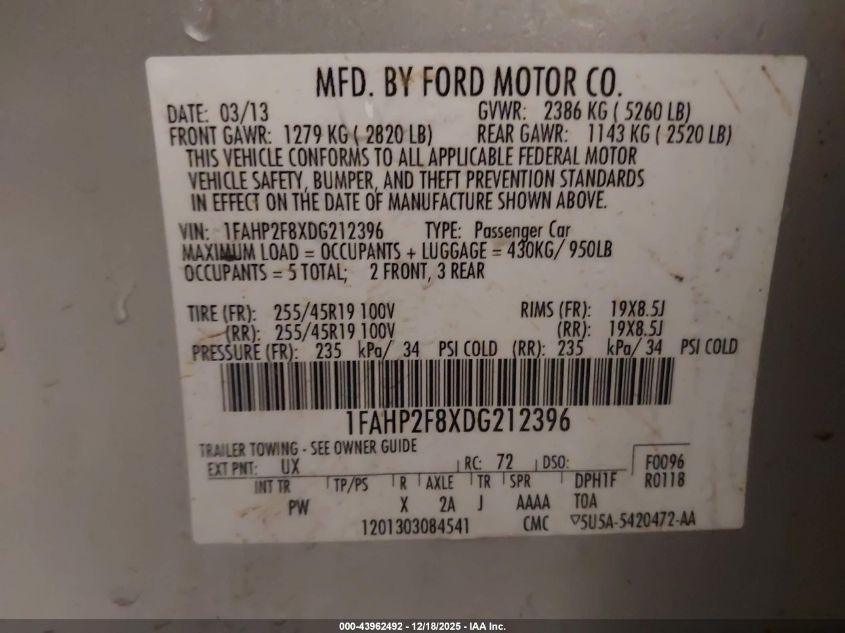 MFD. BY FORD MOTOR CO.
DATE: 03/13 GVWR: 2386 KG ( 5260 LB)
FRONT GAWR: 1279 KG ( 2820 LB) REAR GAWR: 1143 KG ( 2520 LB)
THIS VEHICLE CONFORMS TO ALL APPLICABLE FEDERAL MOTOR
VEHICLE SAFETY, BUMPER, AND THEFT PREVENTION STANDARDS
IN EFFECT ON THE DATE OF MANUFACTURE SHOWN ABOVE.
VIN: 1FAHP2F8XDG212396 TYPE: Passenger Car
MAXIMUM LOAD = OCCUPANTS + LUGGAGE = 430KG/ 950LB
OCCUPANTS = 5 TOTAL; 2 FRONT, 3 REAR
TIRE (FR): 255/45R19 100V RIMS (FR): 19X8.5J
(RR): 255/45R19 100V (RR): 19X8.5J
PRESSURE (FR): 235 kPa/ 34 PSI COLD (RR): 235 kPa/ 34 PSI COLD
1FAHP2F8XDG212396
TRAILER TOWING - SEE OWNER GUIDE
EXT PNT: UX RC: 72 DSO: F0096
INT TR TP/PS R AXLE TR SPR DPH1F R0118
PW X 2A J AAAA T0A
1201303084541 CMC ▽5U5A-5420472-AA
000-43962492 - 12/18/2025 - IAA Inc.